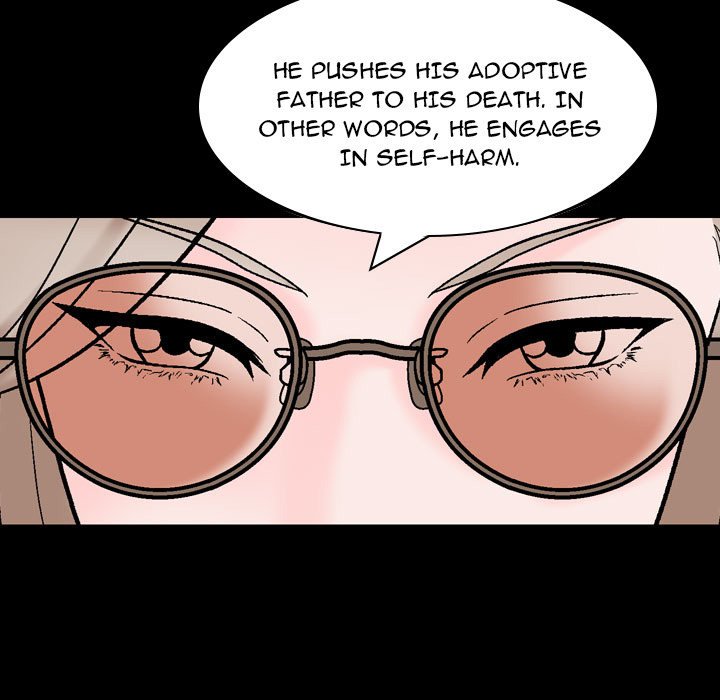 HE PUSHES HIS ADOPTIVE
FATHER TO HIS DEATH. IN
OTHER WORDS, HE ENGAGES
IN SELF-HARM.